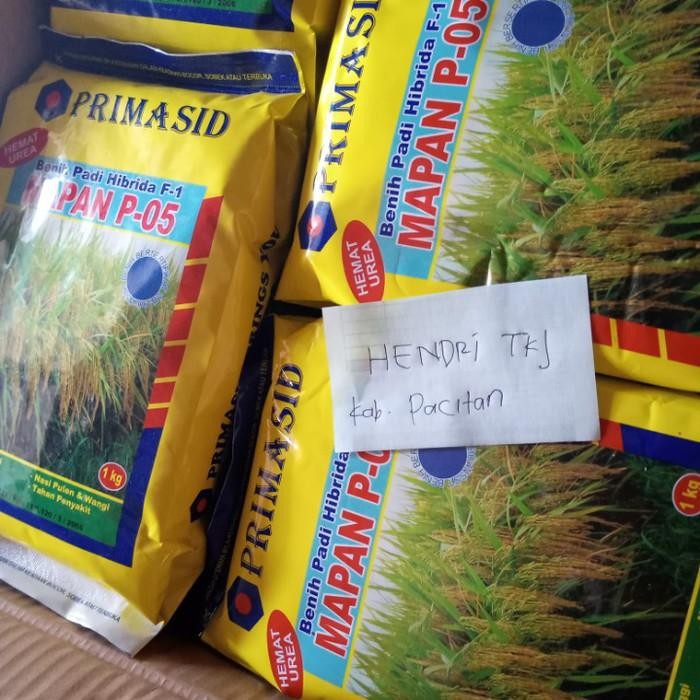 PRIMASID
HEMAT
UREA
Benih Padi Hibrida F-1
MAPAN P-05
- Nasi Pulen & Wangi
- Tahan Penyakit
1 kg
PRIMASID
Benih Padi Hibrida F-1
MAPAN P-05
HEMAT
UREA
HENDRi TKJ
Kab. Pacitan
PRIMASID
Benih Padi Hibrida
MAPAN P-0
HEMAT
UREA
1 kg